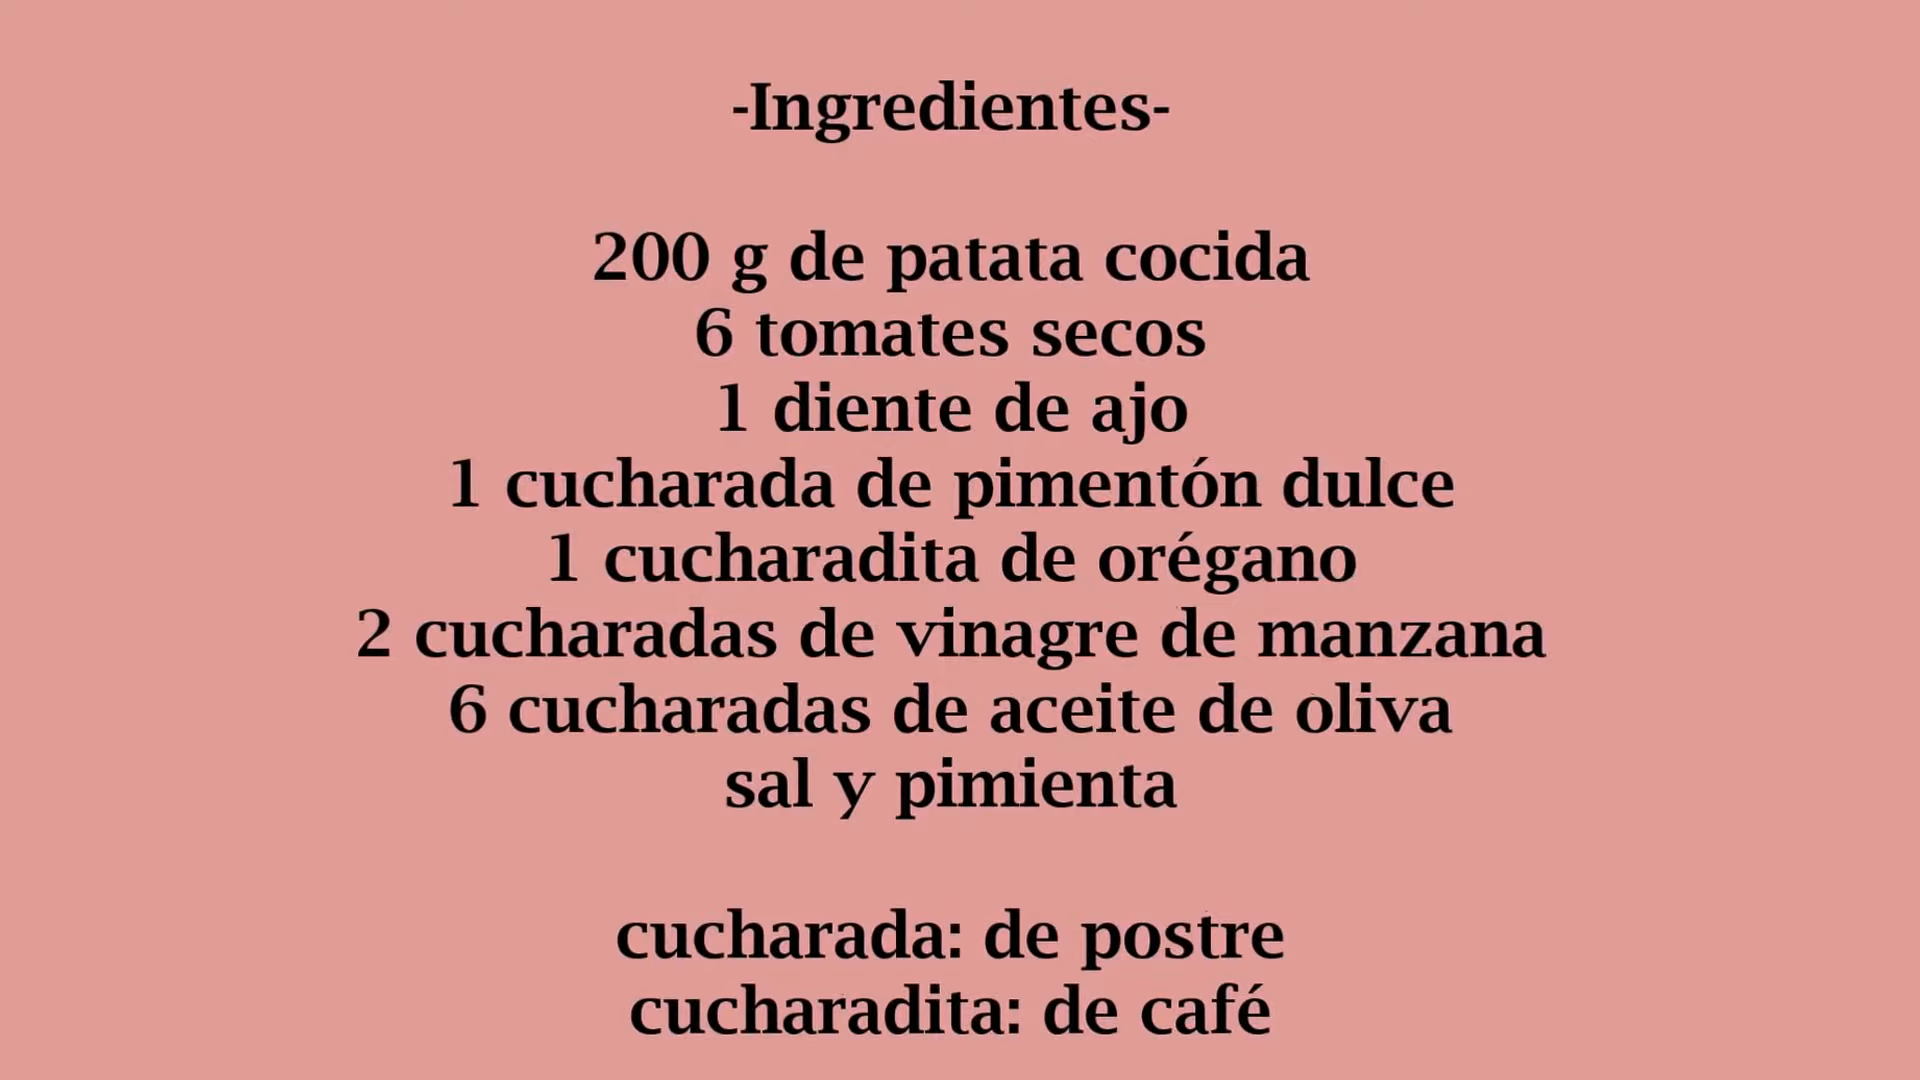 -Ingredientes-
200 g de patata cocida
6 tomates secos
1 diente de ajo
1 cucharada de pimentón dulce
1 cucharadita de orégano
2 cucharadas de vinagre de manzana
6 cucharadas de aceite de oliva
sal y pimienta
cucharada: de postre
cucharadita: de café